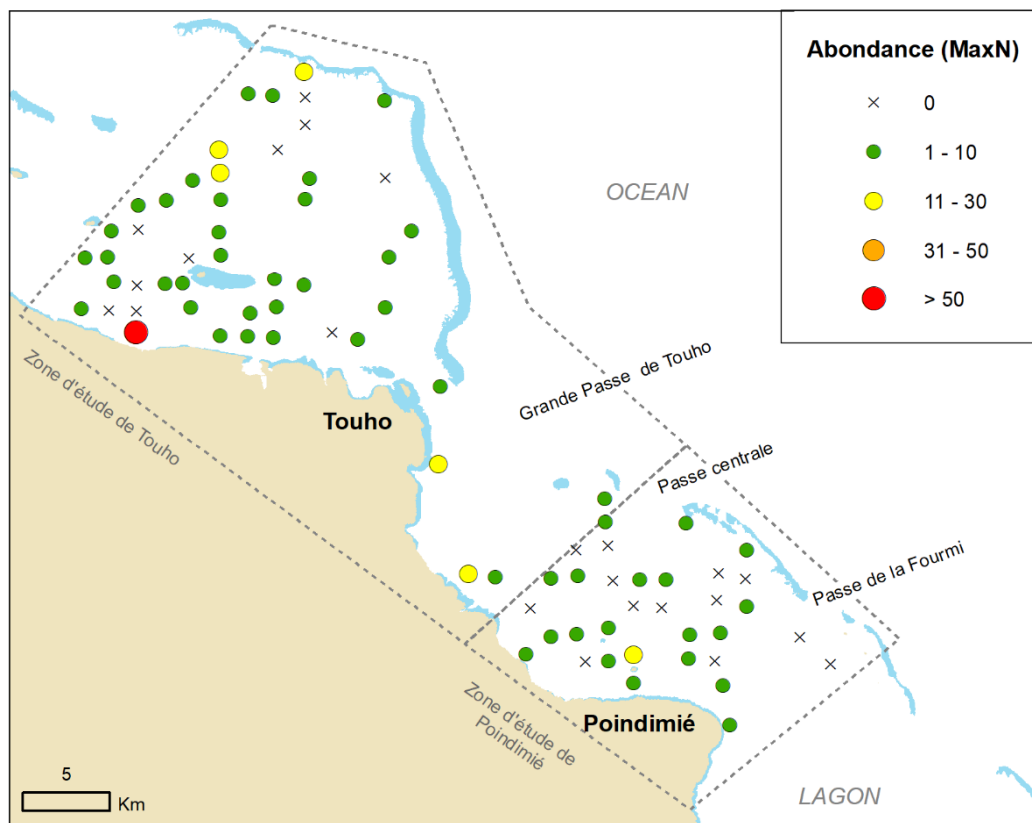 Abondance (MaxN)
0
1 - 10
11 - 30
31 - 50
> 50
OCEAN
Grande Passe de Touho
Touho
Zone d'étude de Touho
Passe centrale
Passe de la Fourmi
Zone d'étude de
Poindimié
Poindimié
LAGON
5
Km